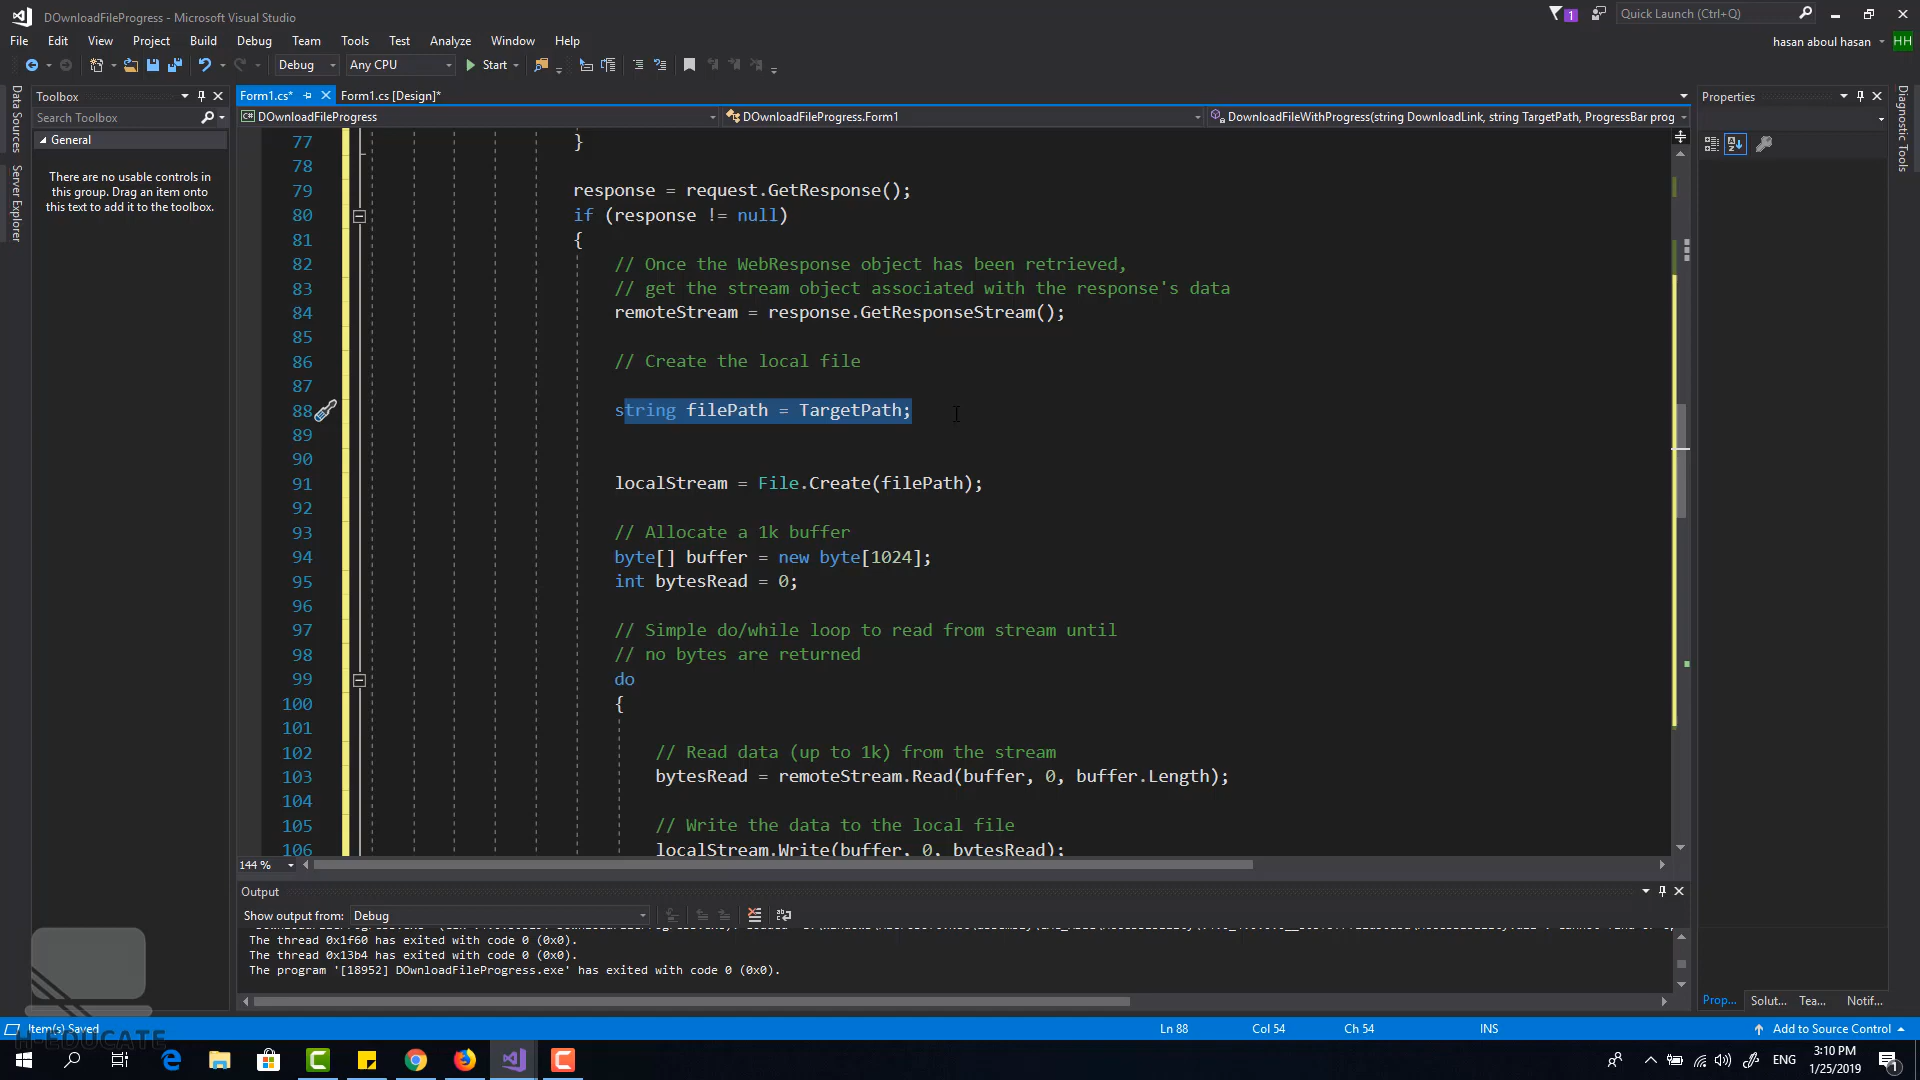 DOwnloadFileProgress - Microsoft Visual Studio
1
Quick Launch (Ctrl+Q)
File Edit View Project Build Debug Team Tools Test Analyze Window Help
hasan aboul hasan HH
Debug Any CPU Start
Toolbox
Search Toolbox
General
There are no usable controls in
this group. Drag an item onto
this text to add it to the toolbox.
Data Sources
Server Explorer
Form1.cs*
Form1.cs [Design]*
DOwnloadFileProgress
DOwnloadFileProgress.Form1
DownloadFileWithProgress(string DownloadLink, string TargetPath, ProgressBar prog
77 }
78
79 response = request.GetResponse();
80 if (response != null)
81 {
82 // Once the WebResponse object has been retrieved,
83 // get the stream object associated with the response's data
84 remoteStream = response.GetResponseStream();
85
86 // Create the local file
87
88 string filePath = TargetPath;
89
90
91 localStream = File.Create(filePath);
92
93 // Allocate a 1k buffer
94 byte[] buffer = new byte[1024];
95 int bytesRead = 0;
96
97 // Simple do/while loop to read from stream until
98 // no bytes are returned
99 do
100 {
101
102 // Read data (up to 1k) from the stream
103 bytesRead = remoteStream.Read(buffer, 0, buffer.Length);
104
105 // Write the data to the local file
106 localStream.Write(buffer, 0, bytesRead);
144 %
Output
Show output from: Debug
The thread 0x1f60 has exited with code 0 (0x0).
The thread 0x13b4 has exited with code 0 (0x0).
The program '[18952] DOwnloadFileProgress.exe' has exited with code 0 (0x0).
Properties
Diagnostic Tools
Prop... Solut... Tea... Notif...
Item(s) Saved
Ln 88 Col 54 Ch 54 INS
Add to Source Control
H-EDUCATE
ENG
3:10 PM
1/25/2019
1